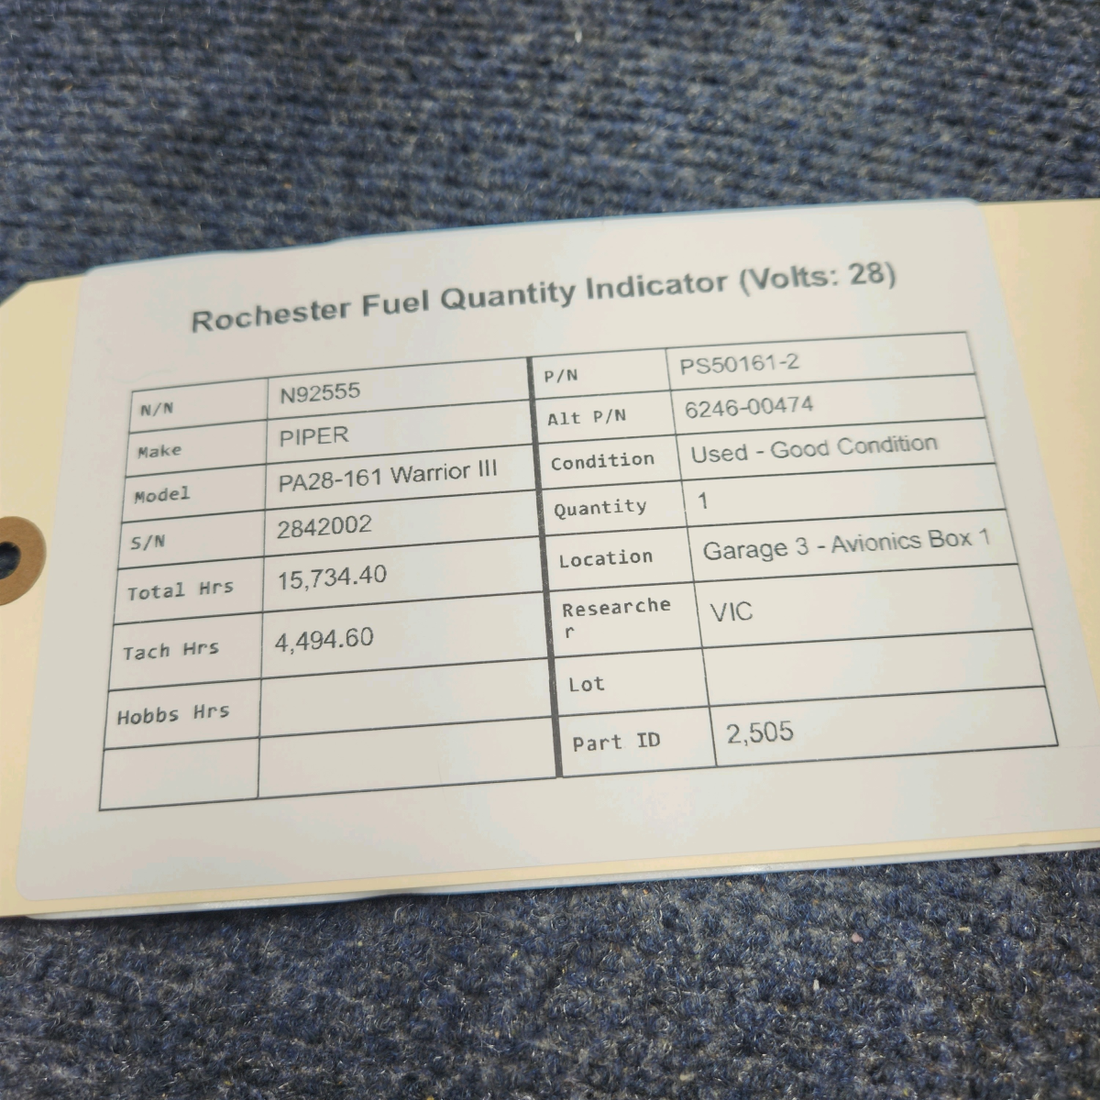 Rochester Fuel Quantity Indicator (Volts: 28)
N/N N92555 P/N PS50161-2
Make PIPER Alt P/N 6246-00474
Model PA28-161 Warrior III Condition Used - Good Condition
S/N 2842002 Quantity 1
Total Hrs 15,734.40 Location Garage 3 - Avionics Box 1
Tach Hrs 4,494.60 Researche
r VIC
Hobbs Hrs Lot
Part ID 2,505